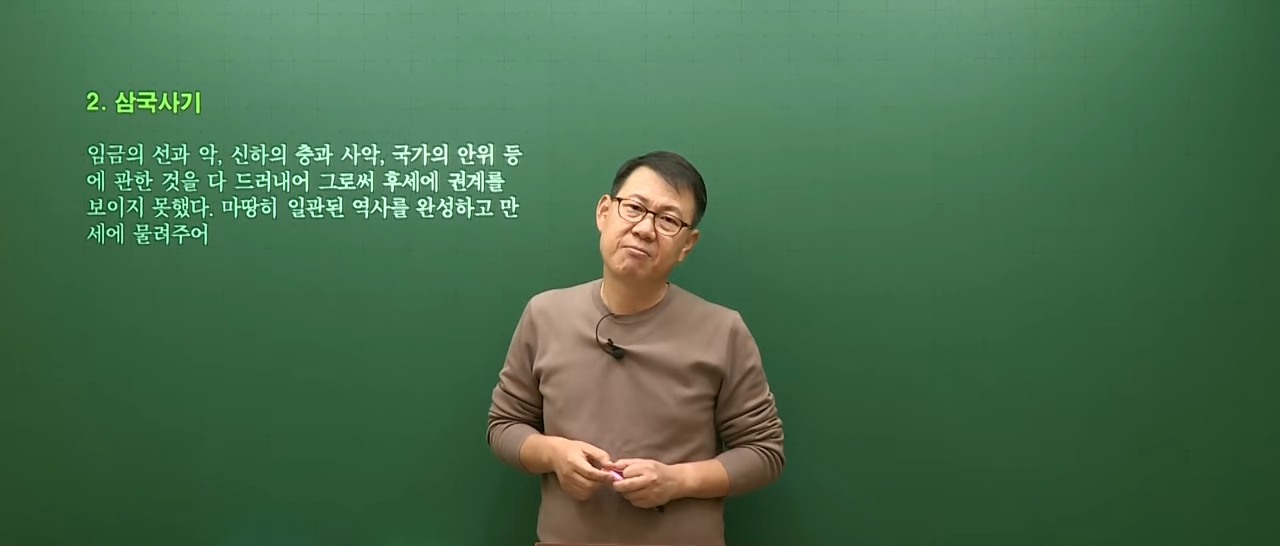 2. 삼국사기
임금의 선과 악, 신하의 충과 사악, 국가의 안위 등
에 관한 것을 다 드러내어 그로써 후세에 권계를
보이지 못했다. 마땅히 일관된 역사를 완성하고 만
세에 물려주어